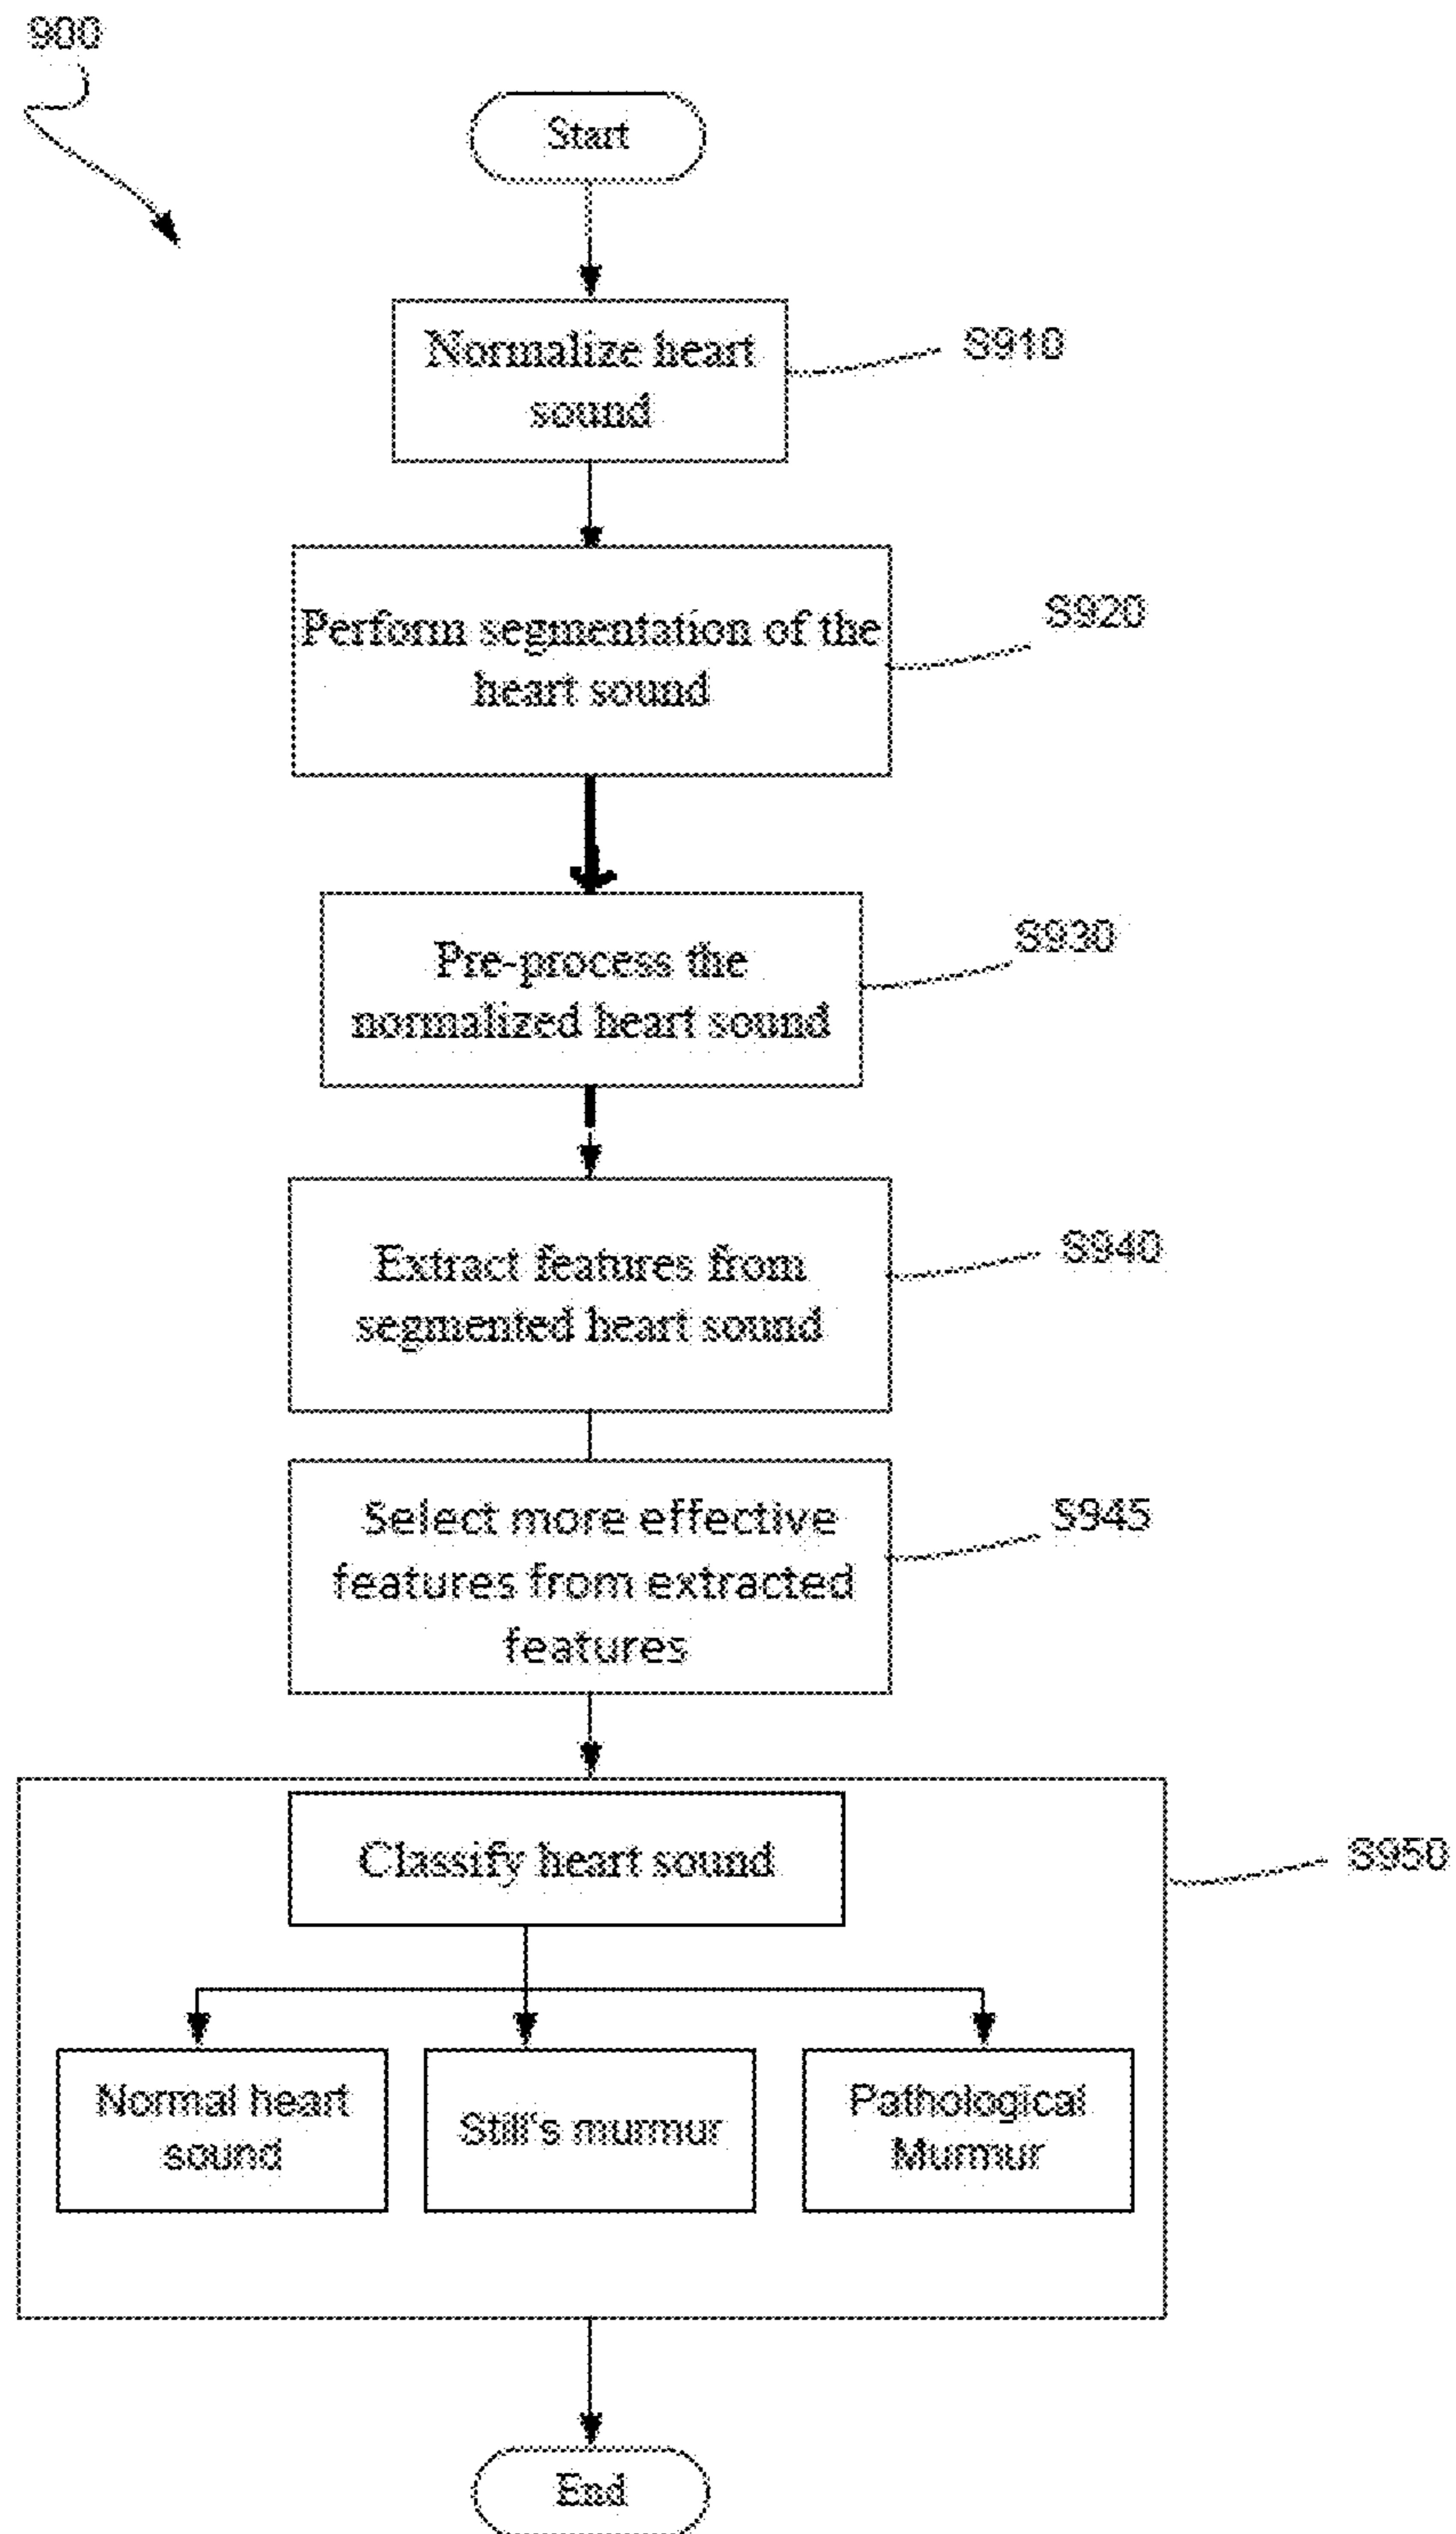 900
Start
Normalize heart
sound
S910
Perform segmentation of the
heart sound
S920
Pre-process the
normalized heart sound
S930
Extract features from
segmented heart sound
S940
Select more effective
features from extracted
features
S945
Classify heart sound
S950
Normal heart
sound
Still's murmur
Pathological
Murmur
End